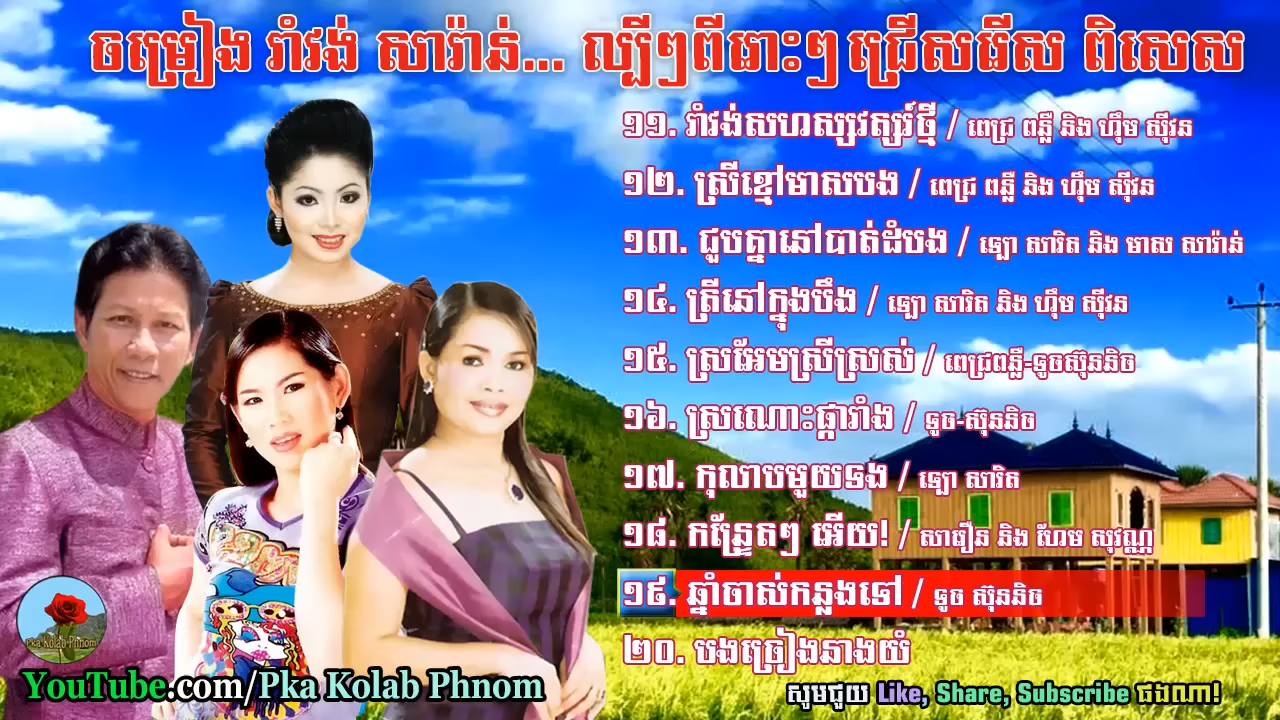 ចម្រៀង រាំវង់ សារ៉ាន់... ល្បីៗពីរោះៗ ជ្រើសរើស ពិសេស
១១. រាំវង់សហស្សវត្សរ៍ថ្មី / ពេជ្រ ពន្លឺ និង ហ៊ឹម ស៊ីវន
១២. ស្រីខ្មៅមាសបង / ពេជ្រ ពន្លឺ និង ហ៊ឹម ស៊ីវន
១៣. ជួបគ្នានៅបាត់ដំបង / ឡោ សារិត និង មាស សារ៉ាន់
១៤. ត្រីនៅក្នុងបឹង / ឡោ សារិត និង ហ៊ឹម ស៊ីវន
១៥. ស្រអែមស្រីស្រស់ / ពេជ្រពន្លឺ-ទូចស៊ុននិច
១៦. ស្រណោះផ្ការាំង / ទូច-ស៊ុននិច
១៧. កុលាបមួយទង / ឡោ សារិត
១៨. កន្ទ្រែតៗ អើយ! / សាធឿន និង ហែម សុវណ្ណ
១៩. ឆ្នាំចាស់កន្លងទៅ / ទូច ស៊ុននិច
២០. បងច្រៀងនាងយំ
Pka Kolab Phnom
YouTube.com/Pka Kolab Phnom
សូមជួយ Like, Share, Subscribe ផងណា!